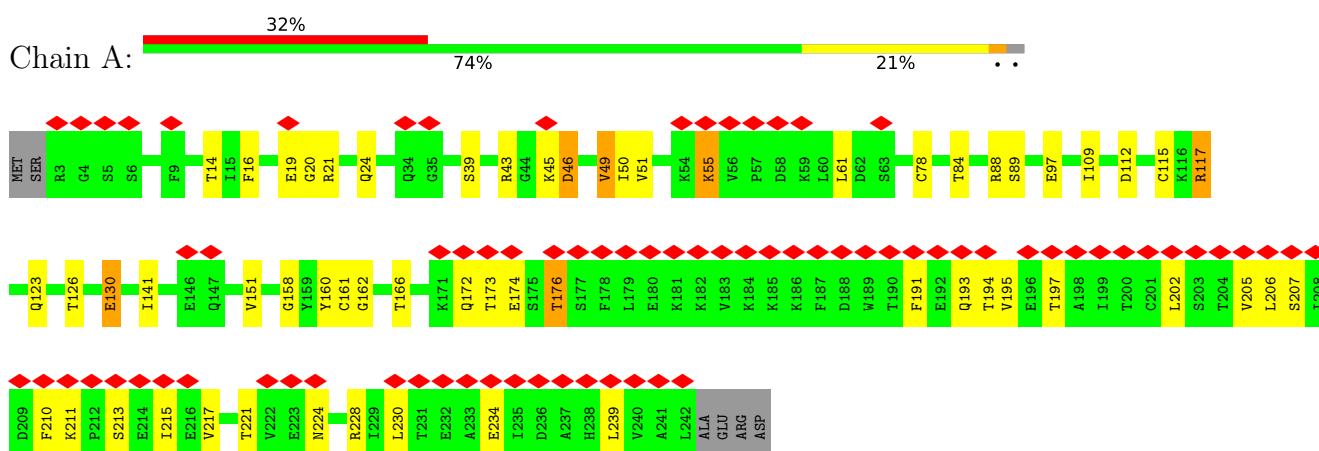 32%
Chain A:
74% 21% • •
MET SER R3 G4 S5 S6 F9 T14 I15 F16 E19 G20 R21 Q24 Q34 G35 S39 R43 G44 K45 D46 V49 I50 V51 K54 K55 V56 P57 D58 K59 L60 L61 D62 S63 C78 T84 R88 S89 E97 I109 D112 C115 K116 R117
Q123 T126 E130 I141 E146 Q147 V151 G158 Y159 Y160 C161 G162 T166 K171 Q172 T173 E174 S175 T176 S177 F178 L179 E180 K181 K182 V183 K184 K185 K186 F187 D188 W189 T190 F191 E192 Q193 T194 V195 E196 T197 A198 I199 T200 C201 L202 S203 T204 V205 L206 S207 I208
D209 F210 K211 P212 S213 E214 I215 E216 V217 T221 V222 E223 N224 R228 I229 L230 T231 E232 A233 E234 I235 D236 A237 H238 L239 V240 A241 L242 ALA GLU ARG ASP